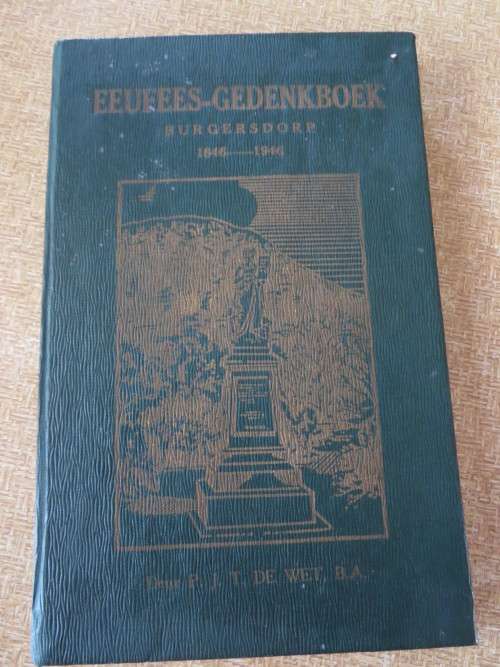 EEUFEES-GEDENKBOEK
BURGERSDORP
1846—1946
Deur P. J. T. DE WET, B.A.